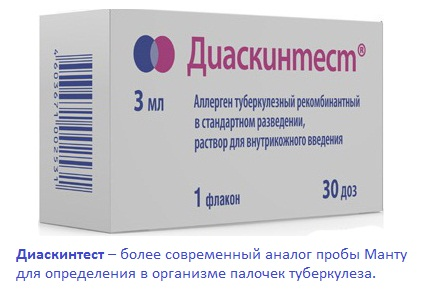 Диаскинтест®
3 мл
Аллерген туберкулезный рекомбинантный
в стандартном разведении,
раствор для внутрикожного введения
1 флакон
30 доз
4603671002531
Диаскинтест – более современный аналог пробы Манту
для определения в организме палочек туберкулеза.